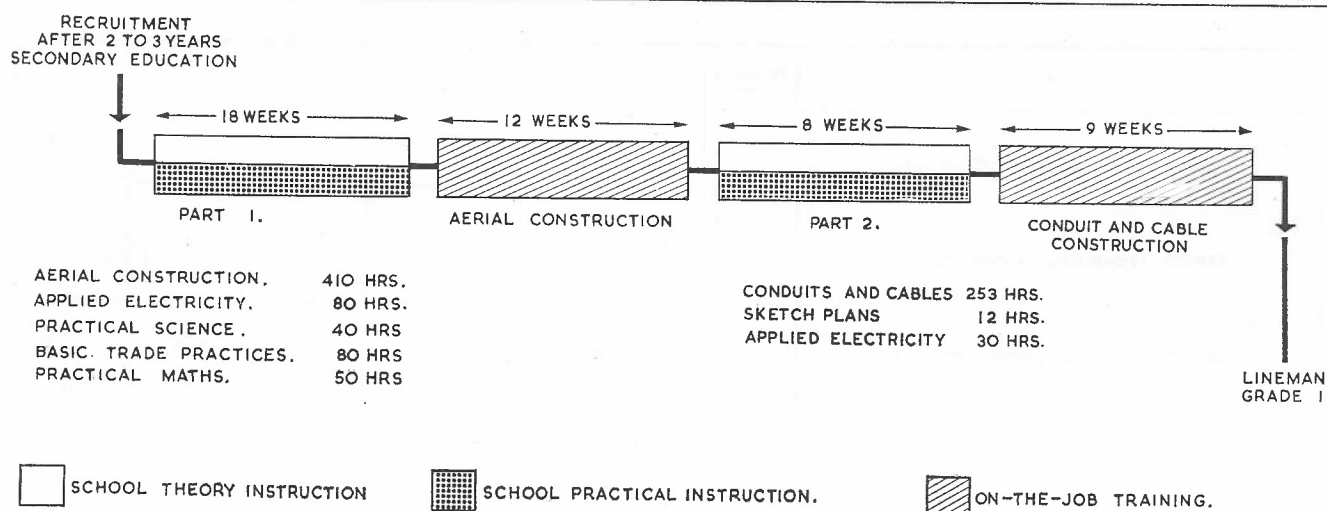 RECRUITMENT
AFTER 2 TO 3 YEARS
SECONDARY EDUCATION
18 WEEKS
12 WEEKS
8 WEEKS
9 WEEKS
PART 1.
AERIAL CONSTRUCTION
PART 2.
CONDUIT AND CABLE
CONSTRUCTION
AERIAL CONSTRUCTION. 410 HRS.
APPLIED ELECTRICITY. 80 HRS.
PRACTICAL SCIENCE. 40 HRS
BASIC. TRADE PRACTICES. 80 HRS
PRACTICAL MATHS. 50 HRS
CONDUITS AND CABLES 253 HRS.
SKETCH PLANS 12 HRS.
APPLIED ELECTRICITY 30 HRS.
LINEMAN
GRADE 1
SCHOOL THEORY INSTRUCTION
SCHOOL PRACTICAL INSTRUCTION.
ON-THE-JOB TRAINING.